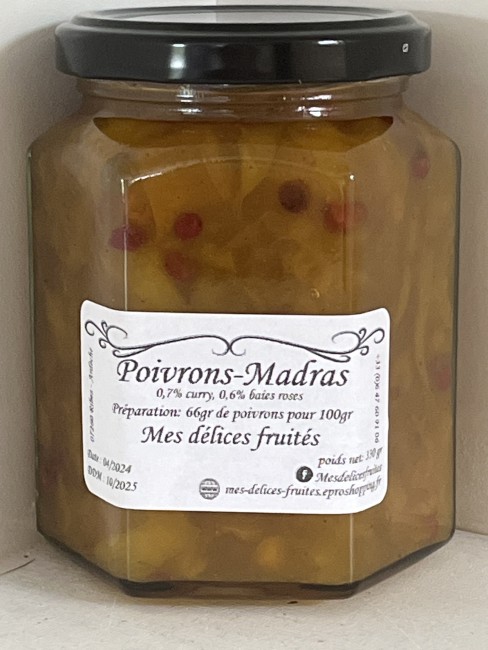 Poivrons-Madras
0,7% curry, 0,6% baies roses
Préparation: 66gr de poivrons pour 100gr
Mes délices fruités
Date: 04/2024
DDM: 10/2025
poids net: 330 gr
Mesdelicesfruites
mes-delices-fruites.eproshopping.fr